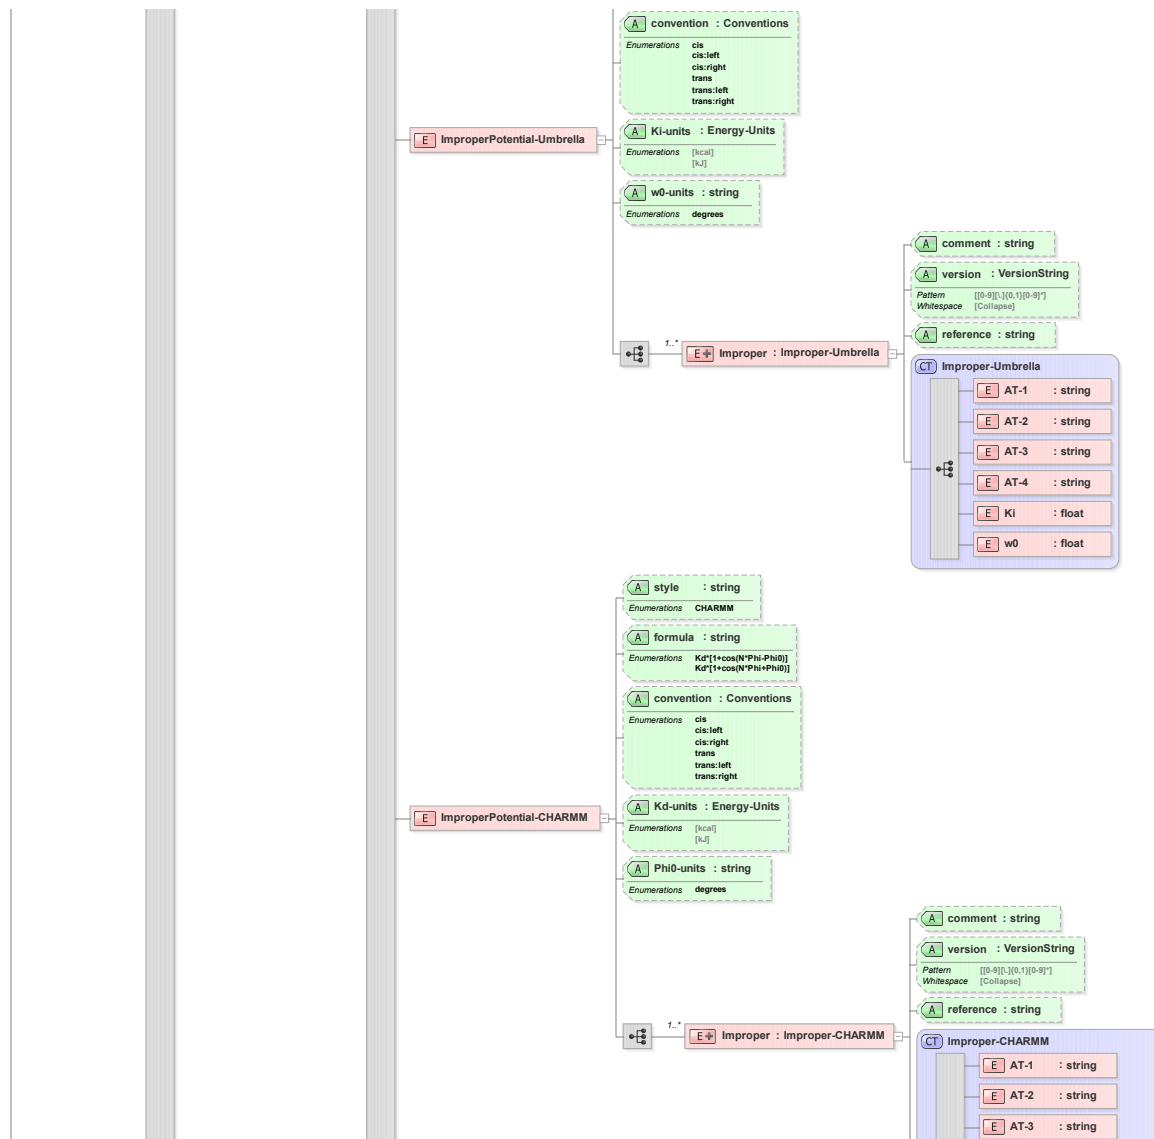 A convention : Conventions
Enumerations cis
cis:left
cis:right
trans
trans:left
trans:right
E ImproperPotential-Umbrella
A Ki-units : Energy-Units
Enumerations [kcal]
[kJ]
A w0-units : string
Enumerations degrees
A comment : string
A version : VersionString
Pattern [[0-9][\.]{0,1}[0-9]*]
Whitespace [Collapse]
A reference : string
1..*
E Improper : Improper-Umbrella
CT Improper-Umbrella
E AT-1 : string
E AT-2 : string
E AT-3 : string
E AT-4 : string
E Ki : float
E w0 : float
A style : string
Enumerations CHARMM
A formula : string
Enumerations Kd*[1+cos(N*Phi-Phi0)]
Kd*[1+cos(N*Phi+Phi0)]
A convention : Conventions
Enumerations cis
cis:left
cis:right
trans
trans:left
trans:right
E ImproperPotential-CHARMM
A Kd-units : Energy-Units
Enumerations [kcal]
[kJ]
A Phi0-units : string
Enumerations degrees
A comment : string
A version : VersionString
Pattern [[0-9][\.]{0,1}[0-9]*]
Whitespace [Collapse]
A reference : string
1..*
E Improper : Improper-CHARMM
CT Improper-CHARMM
E AT-1 : string
E AT-2 : string
E AT-3 : string